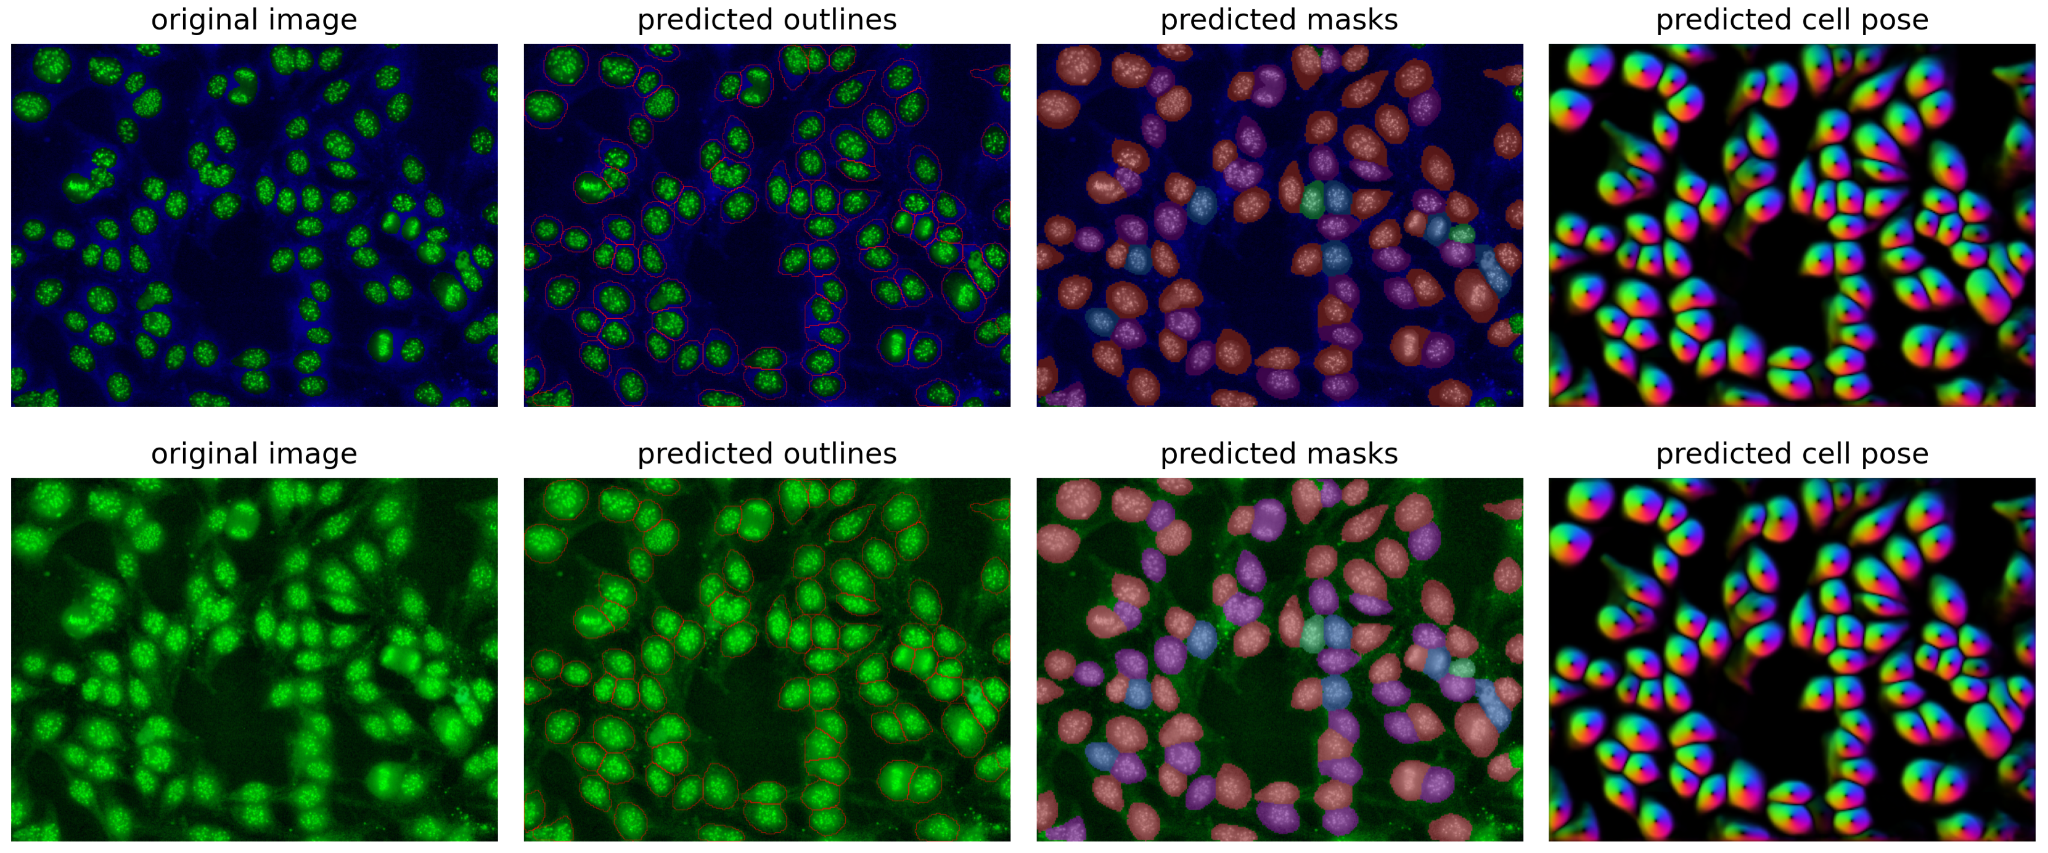 original image
predicted outlines
predicted masks
predicted cell pose
original image
predicted outlines
predicted masks
predicted cell pose